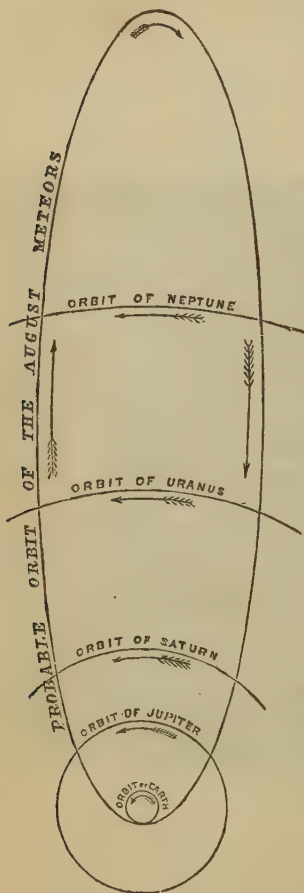 PROBABLE ORBIT OF THE AUGUST METEORS
ORBIT OF NEPTUNE
ORBIT OF URANUS
ORBIT OF SATURN
ORBIT OF JUPITER
ORBIT OF EARTH